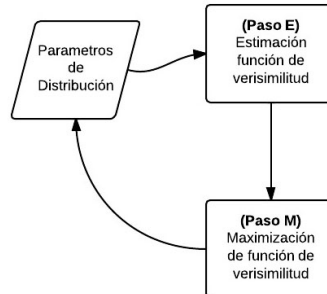 Parametros
de
Distribución
(Paso E)
Estimación
función de
verisimilitud
(Paso M)
Maximización
de función de
verisimilitud